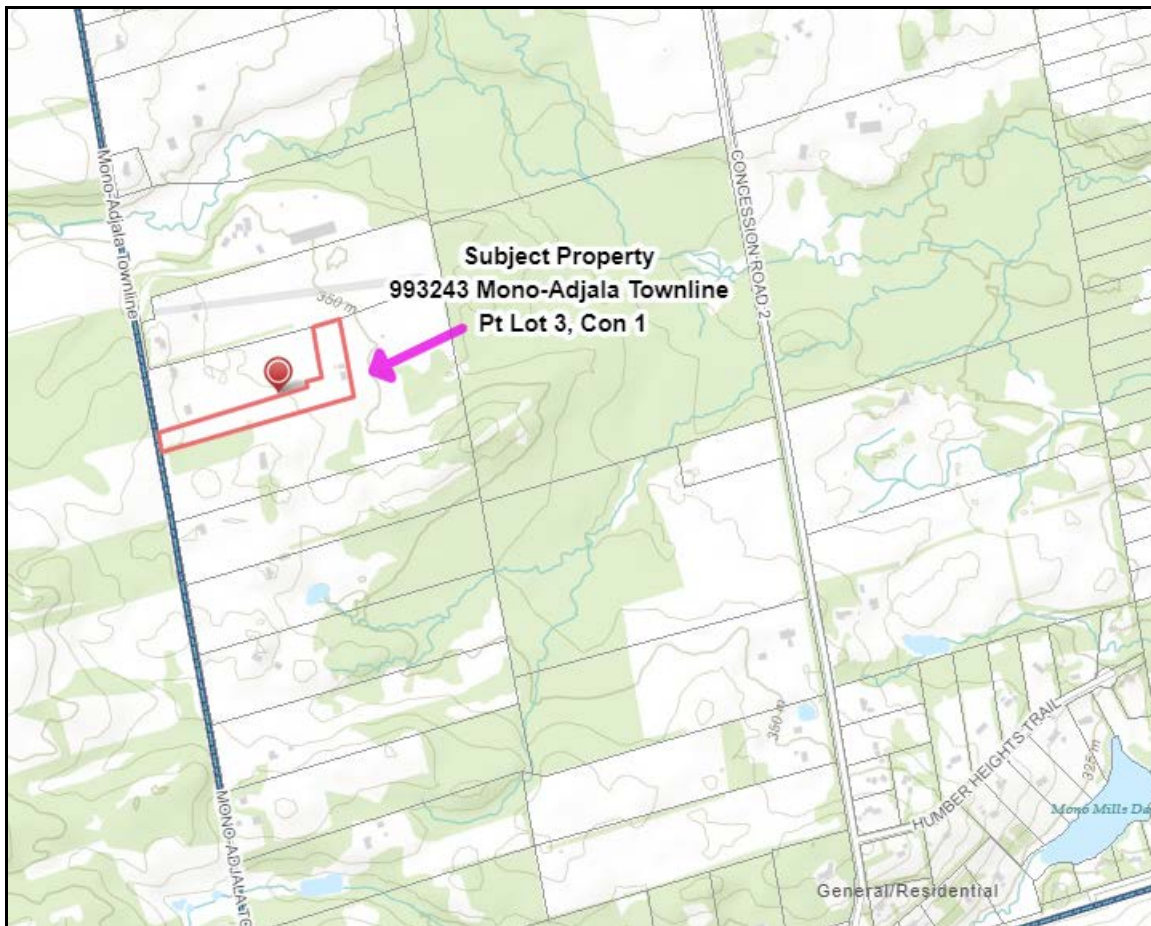 Mono-Adjala Townline
CONCESSION ROAD 2
Subject Property
993243 Mono-Adjala Townline
Pt Lot 3, Con 1
350 m
350 m
HUMBER HEIGHTS TRAIL
325 m
Mono Mills Da
MONO-ADJALA TO
General/Residential